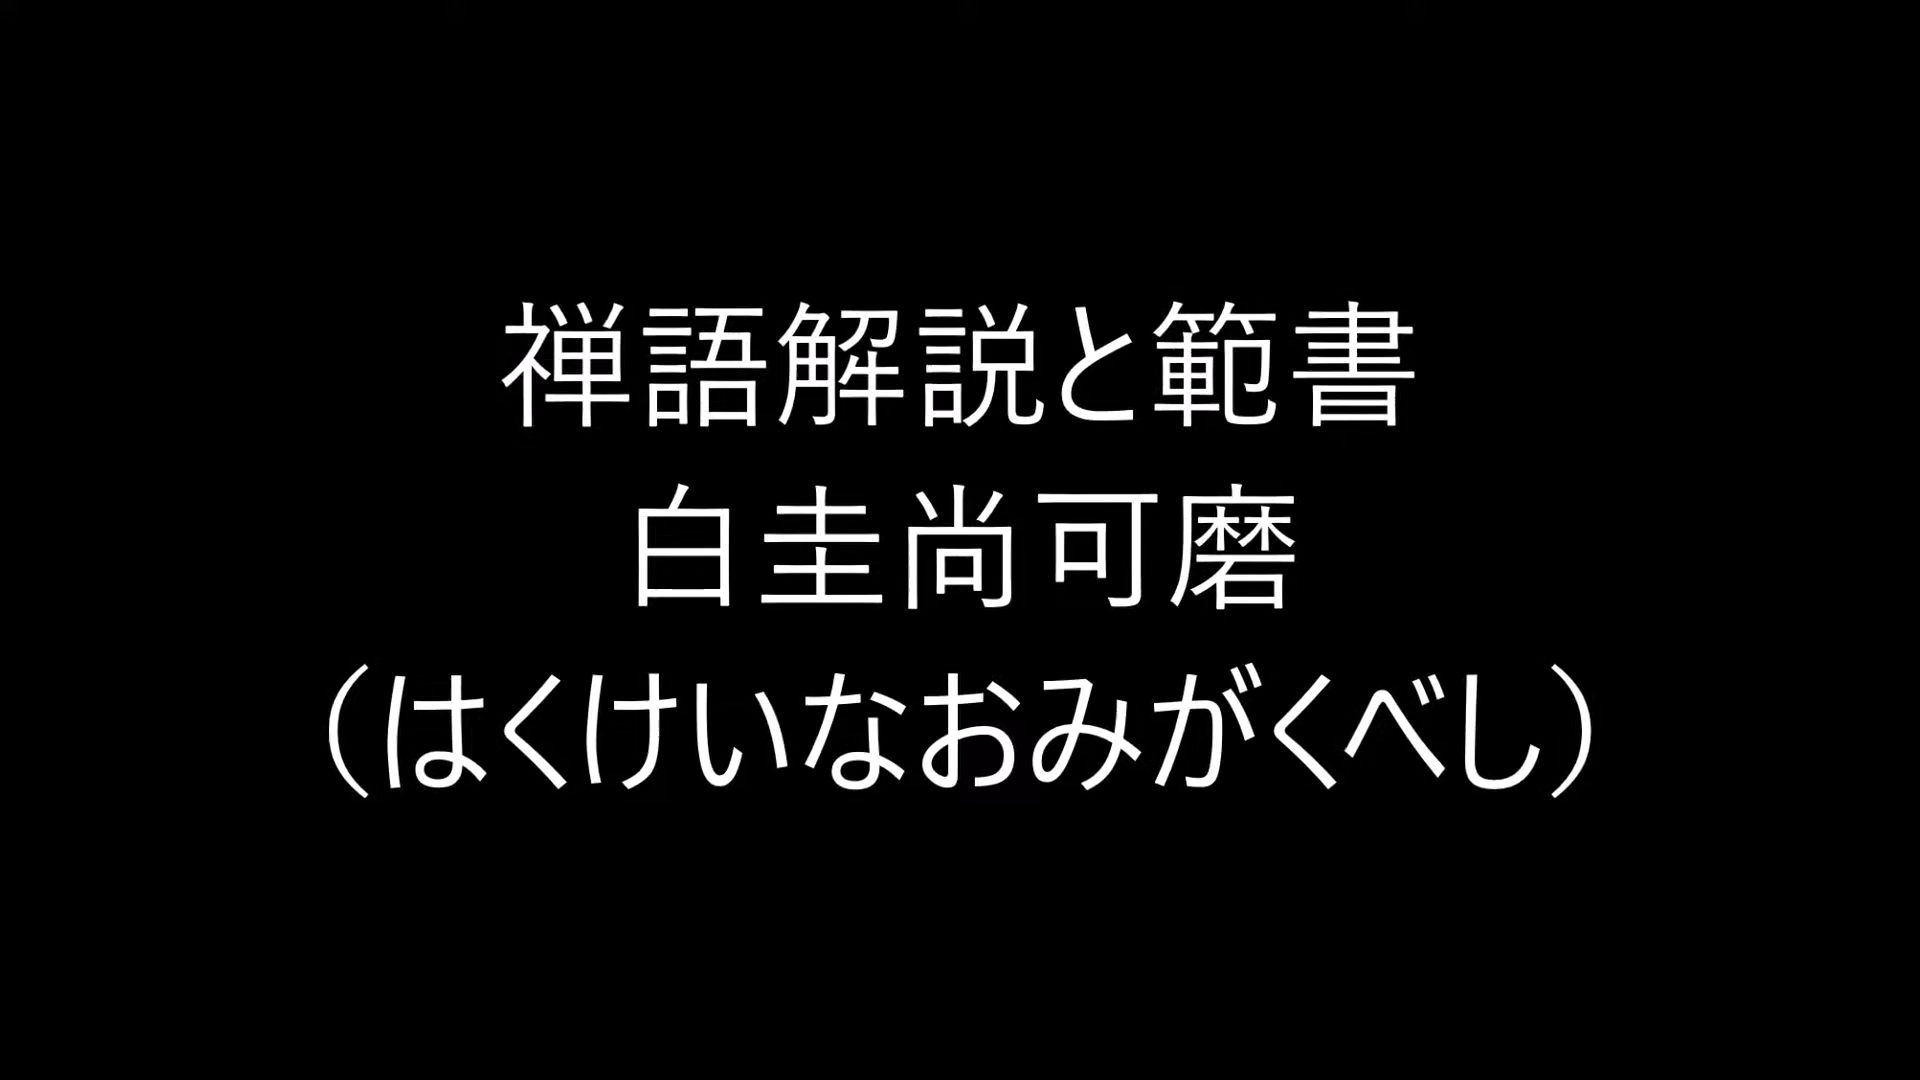 禅語解説と範書
白圭尚可磨
（はくけいなおみがくべし）